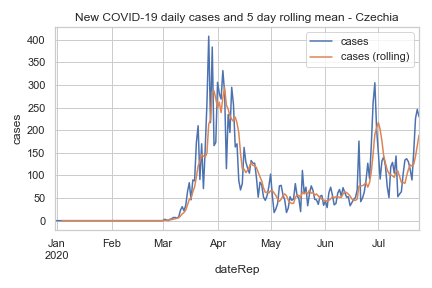 New COVID-19 daily cases and 5 day rolling mean - Czechia
cases
cases (rolling)
400
350
300
250
200
150
100
50
0
cases
Jan Feb Mar Apr May Jun Jul
2020
dateRep